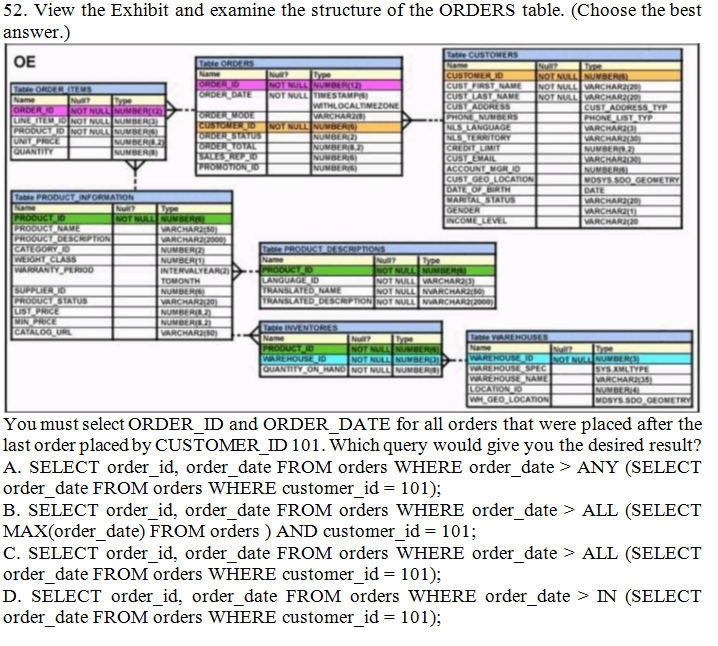 52. View the Exhibit and examine the structure of the ORDERS table. (Choose the best
answer.)
OE
Table ORDER_ITEMS
Name Null? Type
ORDER_ID NOT NULL NUMBER(12)
LINE_ITEM_ID NOT NULL NUMBER(3)
PRODUCT_ID NOT NULL NUMBER(6)
UNIT_PRICE NUMBER(8,2)
QUANTITY NUMBER(8)
Table ORDERS
Name Null? Type
ORDER_ID NOT NULL NUMBER(12)
ORDER_DATE NOT NULL TIMESTAMP(6)
WITHLOCALTIMEZONE
ORDER_MODE VARCHAR2(8)
CUSTOMER_ID NOT NULL NUMBER(6)
ORDER_STATUS NUMBER(2)
ORDER_TOTAL NUMBER(8,2)
SALES_REP_ID NUMBER(6)
PROMOTION_ID NUMBER(6)
Table CUSTOMERS
Name Null? Type
CUSTOMER_ID NOT NULL NUMBER(6)
CUST_FIRST_NAME NOT NULL VARCHAR2(20)
CUST_LAST_NAME NOT NULL VARCHAR2(20)
CUST_ADDRESS CUST_ADDRESS_TYP
PHONE_NUMBERS PHONE_LIST_TYP
NLS_LANGUAGE VARCHAR2(3)
NLS_TERRITORY VARCHAR2(30)
CREDIT_LIMIT NUMBER(9,2)
CUST_EMAIL VARCHAR2(30)
ACCOUNT_MGR_ID NUMBER(6)
CUST_GEO_LOCATION MDSYS.SDO_GEOMETRY
DATE_OF_BIRTH DATE
MARITAL_STATUS VARCHAR2(20)
GENDER VARCHAR2(1)
INCOME_LEVEL VARCHAR2(20
Table PRODUCT_INFORMATION
Name Null? Type
PRODUCT_ID NOT NULL NUMBER(6)
PRODUCT_NAME VARCHAR2(50)
PRODUCT_DESCRIPTION VARCHAR2(2000)
CATEGORY_ID NUMBER(2)
WEIGHT_CLASS NUMBER(1)
WARRANTY_PERIOD INTERVALYEAR(2)
TOMONTH
SUPPLIER_ID NUMBER(6)
PRODUCT_STATUS VARCHAR2(20)
LIST_PRICE NUMBER(8,2)
MIN_PRICE NUMBER(8,2)
CATALOG_URL VARCHAR2(50)
Table PRODUCT_DESCRIPTIONS
Name Null? Type
PRODUCT_ID NOT NULL NUMBER(6)
LANGUAGE_ID NOT NULL VARCHAR2(3)
TRANSLATED_NAME NOT NULL NVARCHAR2(50)
TRANSLATED_DESCRIPTION NOT NULL NVARCHAR2(2000)
Table INVENTORIES
Name Null? Type
PRODUCT_ID NOT NULL NUMBER(6)
WAREHOUSE_ID NOT NULL NUMBER(3)
QUANTITY_ON_HAND NOT NULL NUMBER(8)
Table WAREHOUSES
Name Null? Type
WAREHOUSE_ID NOT NULL NUMBER(3)
WAREHOUSE_SPEC SYS.XMLTYPE
WAREHOUSE_NAME VARCHAR2(35)
LOCATION_ID NUMBER(4)
WH_GEO_LOCATION MDSYS.SDO_GEOMETRY
You must select ORDER_ID and ORDER_DATE for all orders that were placed after the
last order placed by CUSTOMER_ID 101. Which query would give you the desired result?
A. SELECT order_id, order_date FROM orders WHERE order_date > ANY (SELECT
order_date FROM orders WHERE customer_id = 101);
B. SELECT order_id, order_date FROM orders WHERE order_date > ALL (SELECT
MAX(order_date) FROM orders ) AND customer_id = 101;
C. SELECT order_id, order_date FROM orders WHERE order_date > ALL (SELECT
order_date FROM orders WHERE customer_id = 101);
D. SELECT order_id, order_date FROM orders WHERE order_date > IN (SELECT
order_date FROM orders WHERE customer_id = 101);